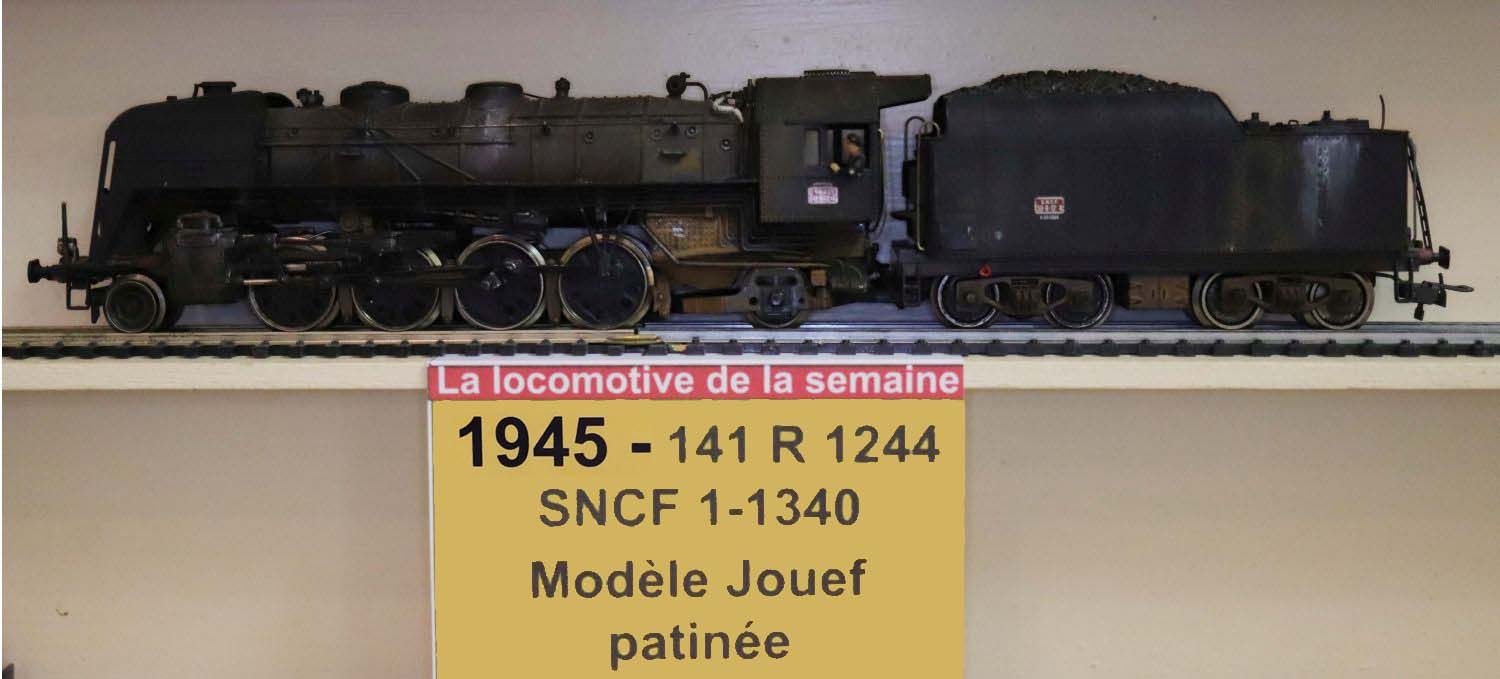 La locomotive de la semaine
1945 - 141 R 1244
SNCF 1-1340
Modèle Jouef
patinée